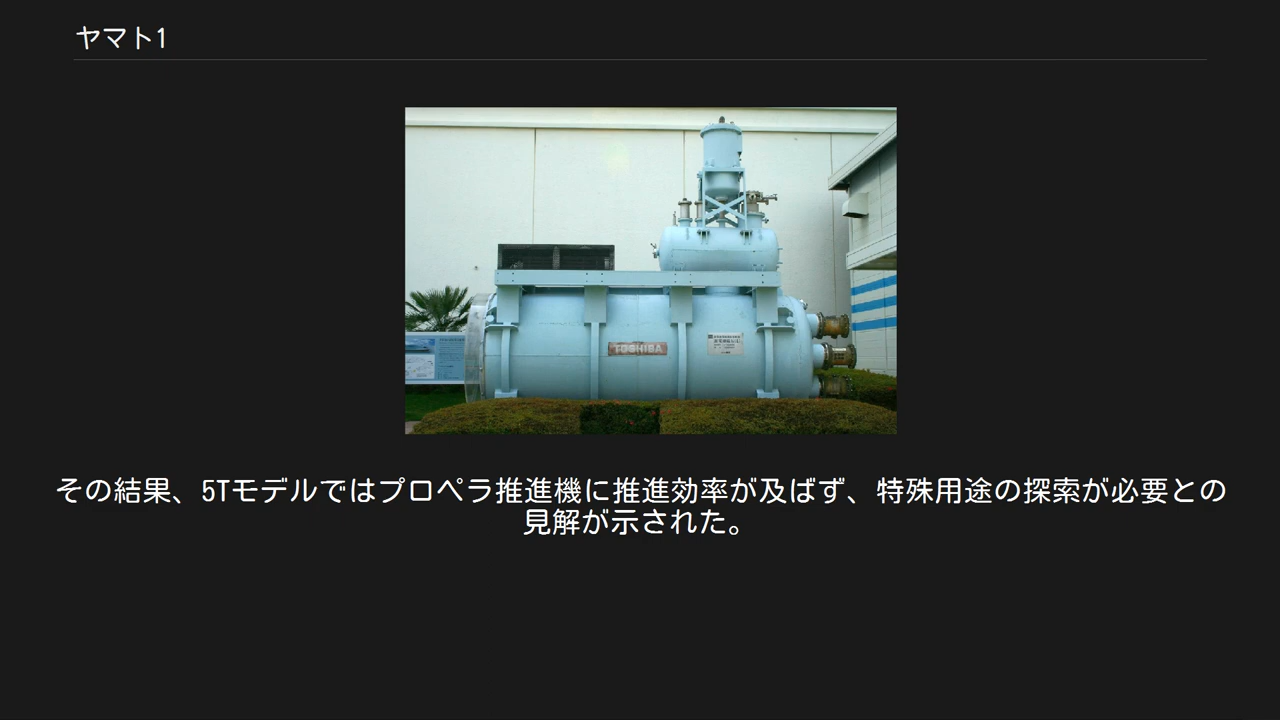 ヤマト1
TOSHIBA
その結果、5Tモデルではプロペラ推進機に推進効率が及ばず、特殊用途の探索が必要との
見解が示された。